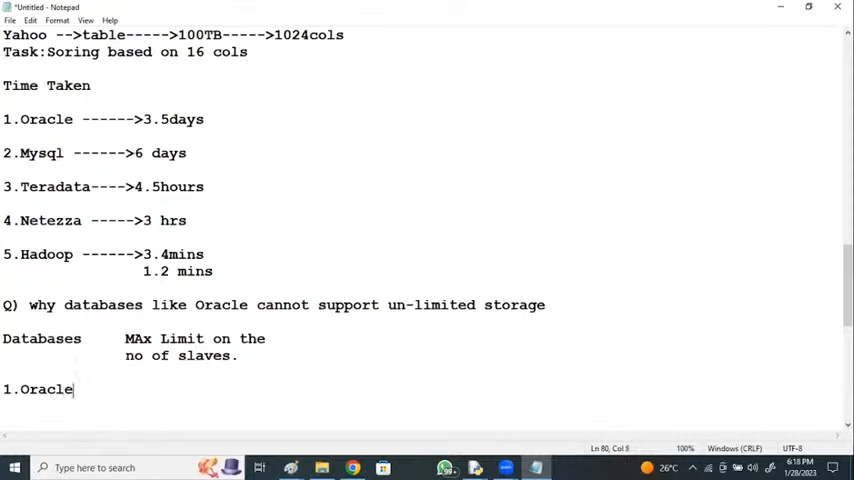 *Untitled - Notepad
File Edit Format View Help
Yahoo -->table----->100TB----->1024cols
Task:Soring based on 16 cols
Time Taken
1.Oracle ------>3.5days
2.Mysql ------>6 days
3.Teradata---->4.5hours
4.Netezza ----->3 hrs
5.Hadoop ------>3.4mins
1.2 mins
Q) why databases like Oracle cannot support un-limited storage
Databases MAx Limit on the
no of slaves.
1.Oracle
Ln 80, Col 100% Windows (CRLF) UTF-8
Type here to search 99+ 26°C 6:18 PM
1/28/2023